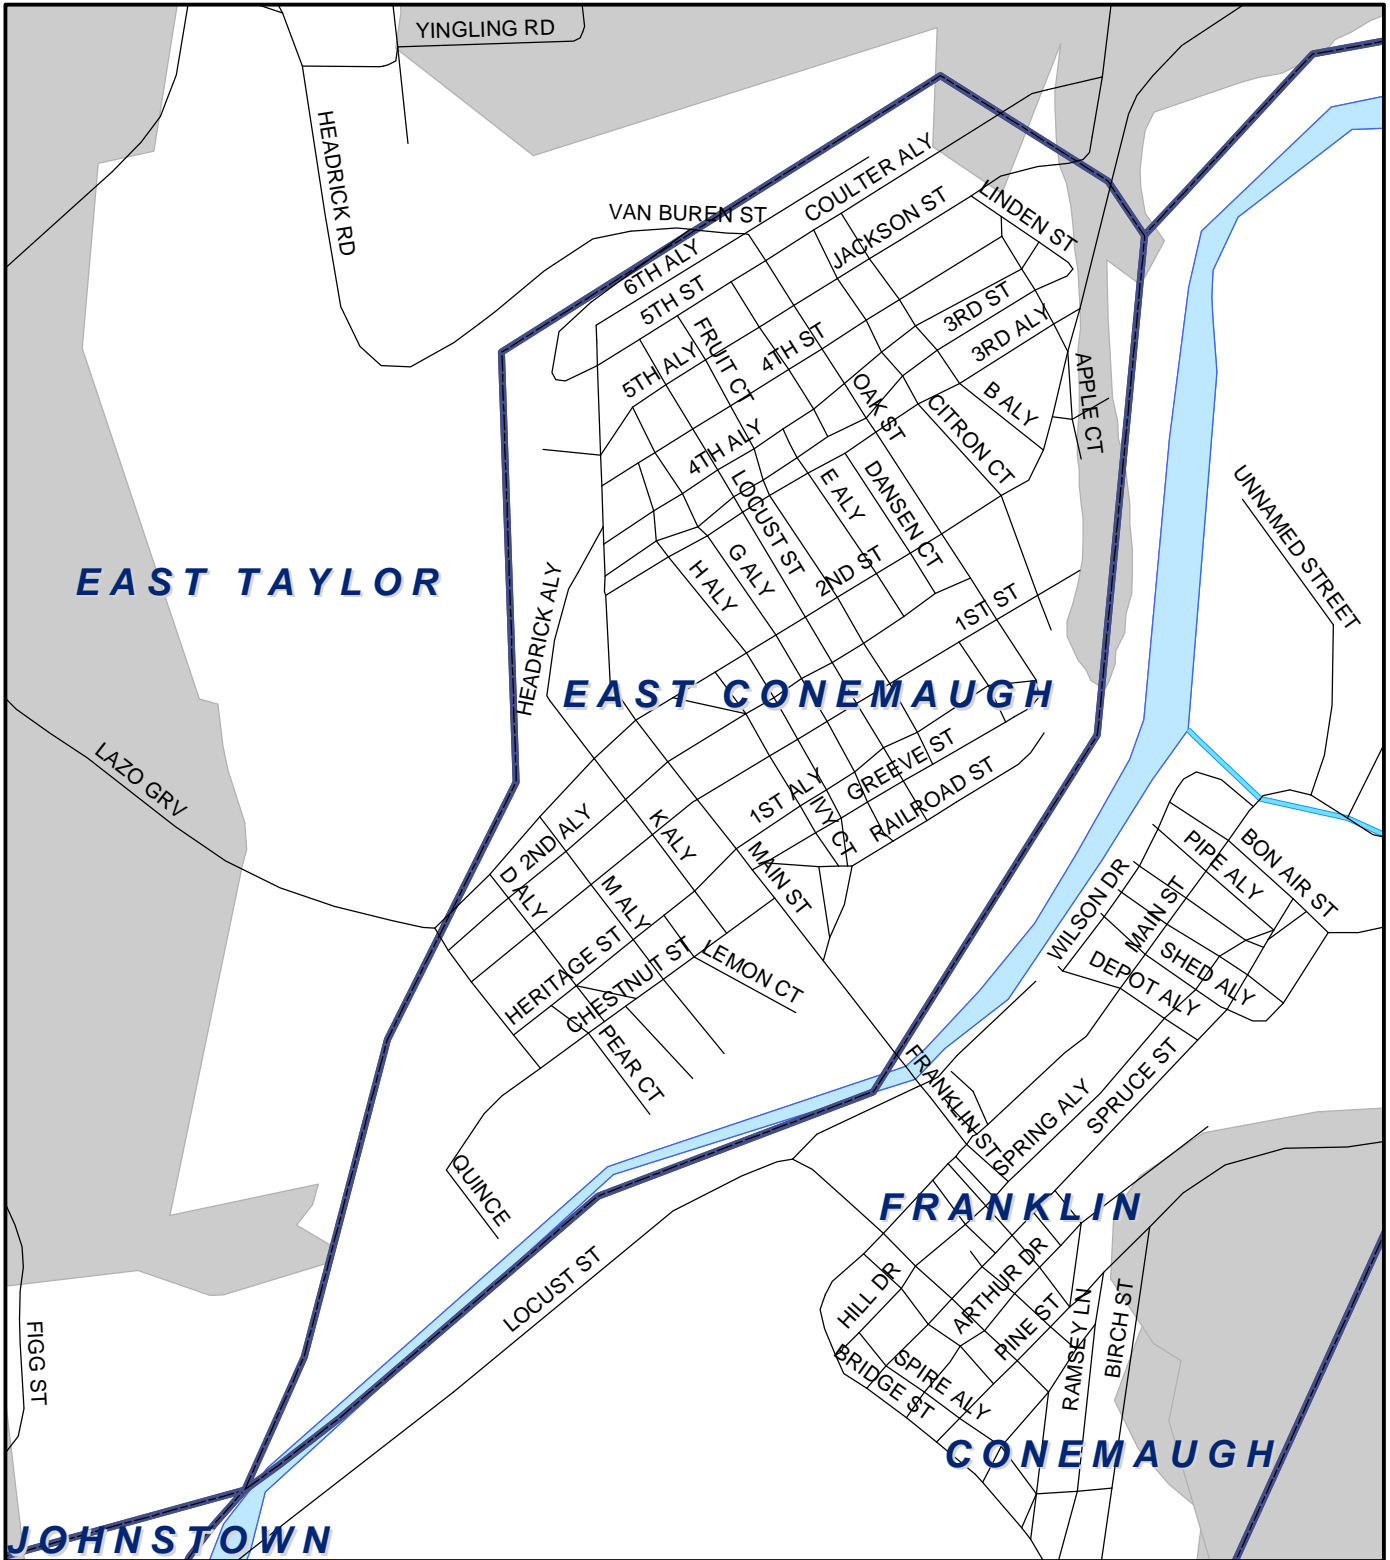 YINGLING RD
HEADRICK RD
VAN BUREN ST
COULTER ALY
JACKSON ST
LINDEN ST
6TH ALY
5TH ST
FRUIT CT
4TH ST
3RD ST
3RD ALY
5TH ALY
OAK ST
APPLE CT
B ALY
CITRON CT
4TH ALY
LOCUST ST
E ALY
DANSEN CT
UNNAMED STREET
EAST TAYLOR
HEADRICK ALY
H ALY
G ALY
2ND ST
1ST ST
EAST CONEMAUGH
LAZO GRV
GREEVE ST
1ST ALY
RAILROAD ST
IVY CT
K ALY
2ND ALY
D ALY
MAIN ST
M ALY
BON AIR ST
PIPE ALY
WILSON DR
MAIN ST
SHED ALY
DEPOT ALY
HERITAGE ST
CHESTNUT ST
LEMON CT
PEAR CT
FRANKLIN ST
SPRUCE ST
SPRING ALY
QUINCE
FRANKLIN
LOCUST ST
HILL DR
ARTHUR DR
PINE ST
RAMSEY LN
BIRCH ST
FIGG ST
BRIDGE ST
SPIRE ALY
CONEMAUGH
JOHNSTOWN